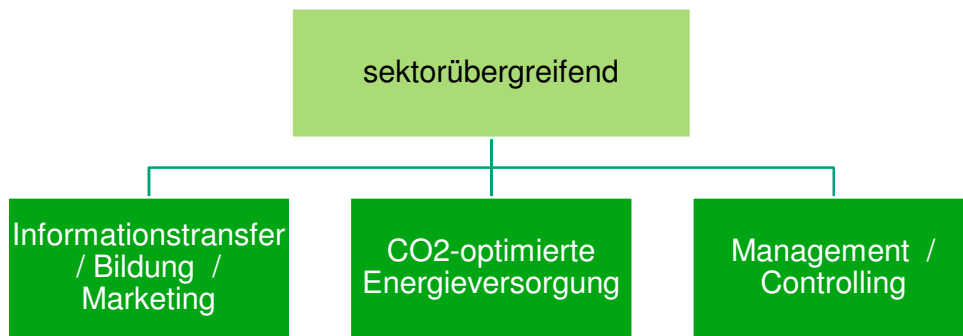 sektorübergreifend
Informationstransfer
/ Bildung /
Marketing
CO2-optimierte
Energieversorgung
Management /
Controlling